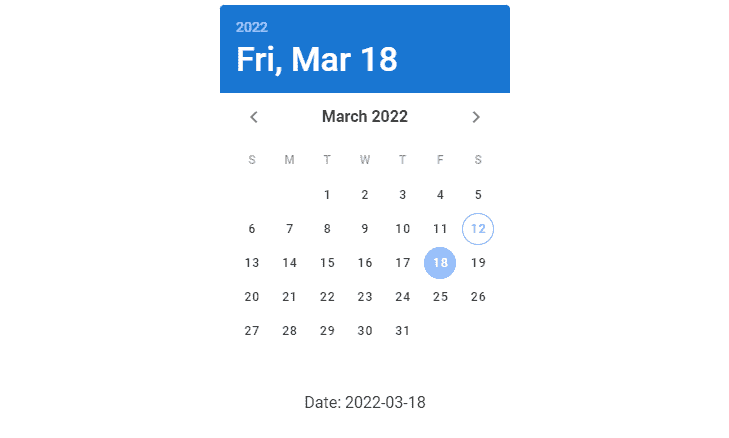 2022
Fri, Mar 18
March 2022
S M T W T F S
1 2 3 4 5
6 7 8 9 10 11 12
13 14 15 16 17 18 19
20 21 22 23 24 25 26
27 28 29 30 31
Date: 2022-03-18